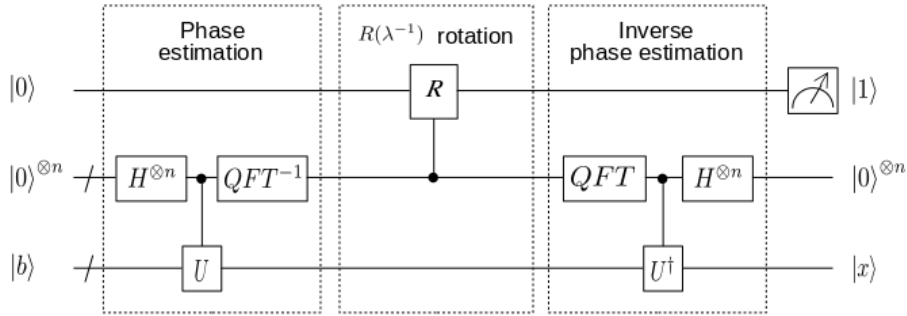 Phase
estimation
R(λ⁻¹) rotation
Inverse
phase estimation
|0⟩
R
|1⟩
|0⟩⊗ⁿ
H⊗ⁿ
QFT⁻¹
QFT
H⊗ⁿ
|0⟩⊗ⁿ
|b⟩
U
U†
|x⟩